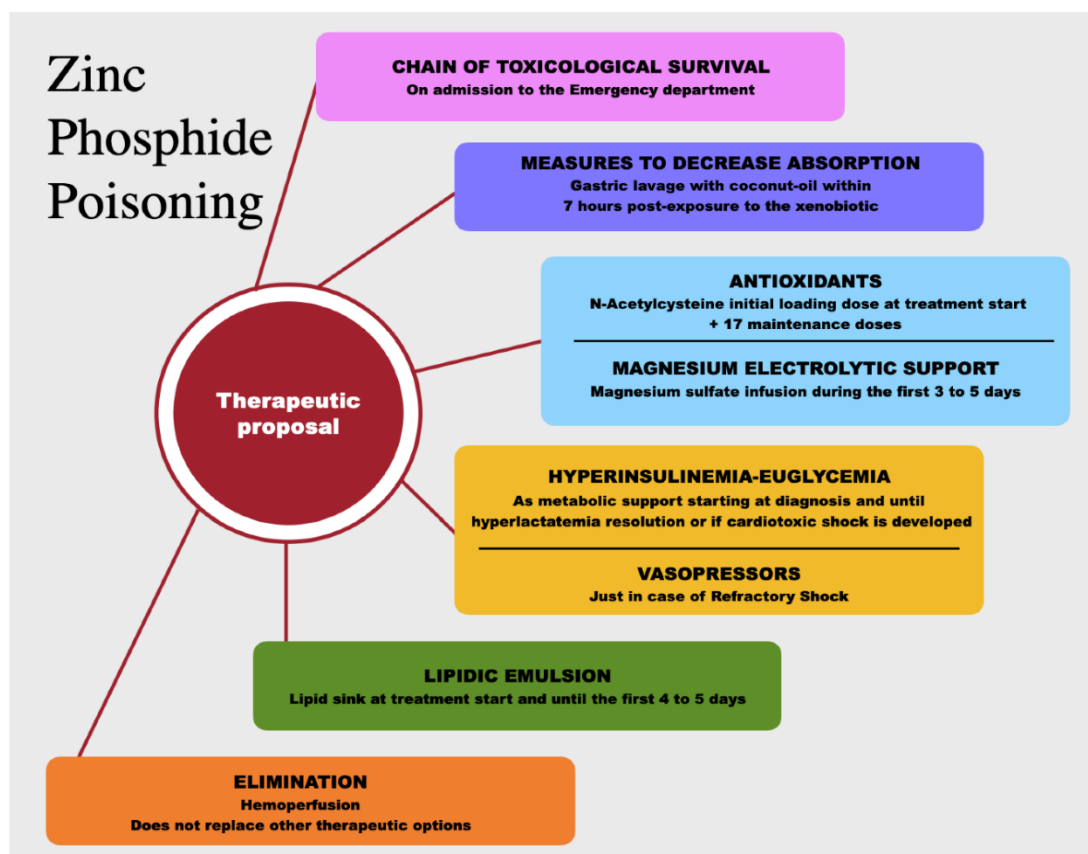 Zinc
Phosphide
Poisoning
CHAIN OF TOXICOLOGICAL SURVIVAL
On admission to the Emergency department
MEASURES TO DECREASE ABSORPTION
Gastric lavage with coconut-oil within
7 hours post-exposure to the xenobiotic
ANTIOXIDANTS
N-Acetylcysteine initial loading dose at treatment start
+ 17 maintenance doses
MAGNESIUM ELECTROLYTIC SUPPORT
Magnesium sulfate infusion during the first 3 to 5 days
Therapeutic
proposal
HYPERINSULINEMIA-EUGLYCEMIA
As metabolic support starting at diagnosis and until
hyperlactatemia resolution or if cardiotoxic shock is developed
VASOPRESSORS
Just in case of Refractory Shock
LIPIDIC EMULSION
Lipid sink at treatment start and until the first 4 to 5 days
ELIMINATION
Hemoperfusion
Does not replace other therapeutic options